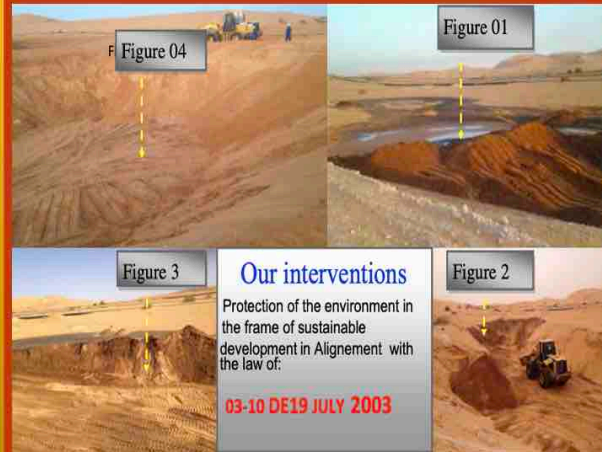 F Figure 04
Figure 01
Figure 3
Our interventions
Protection of the environment in
the frame of sustainable
development in Alignement with
the law of:
03-10 DE19 JULY 2003
Figure 2